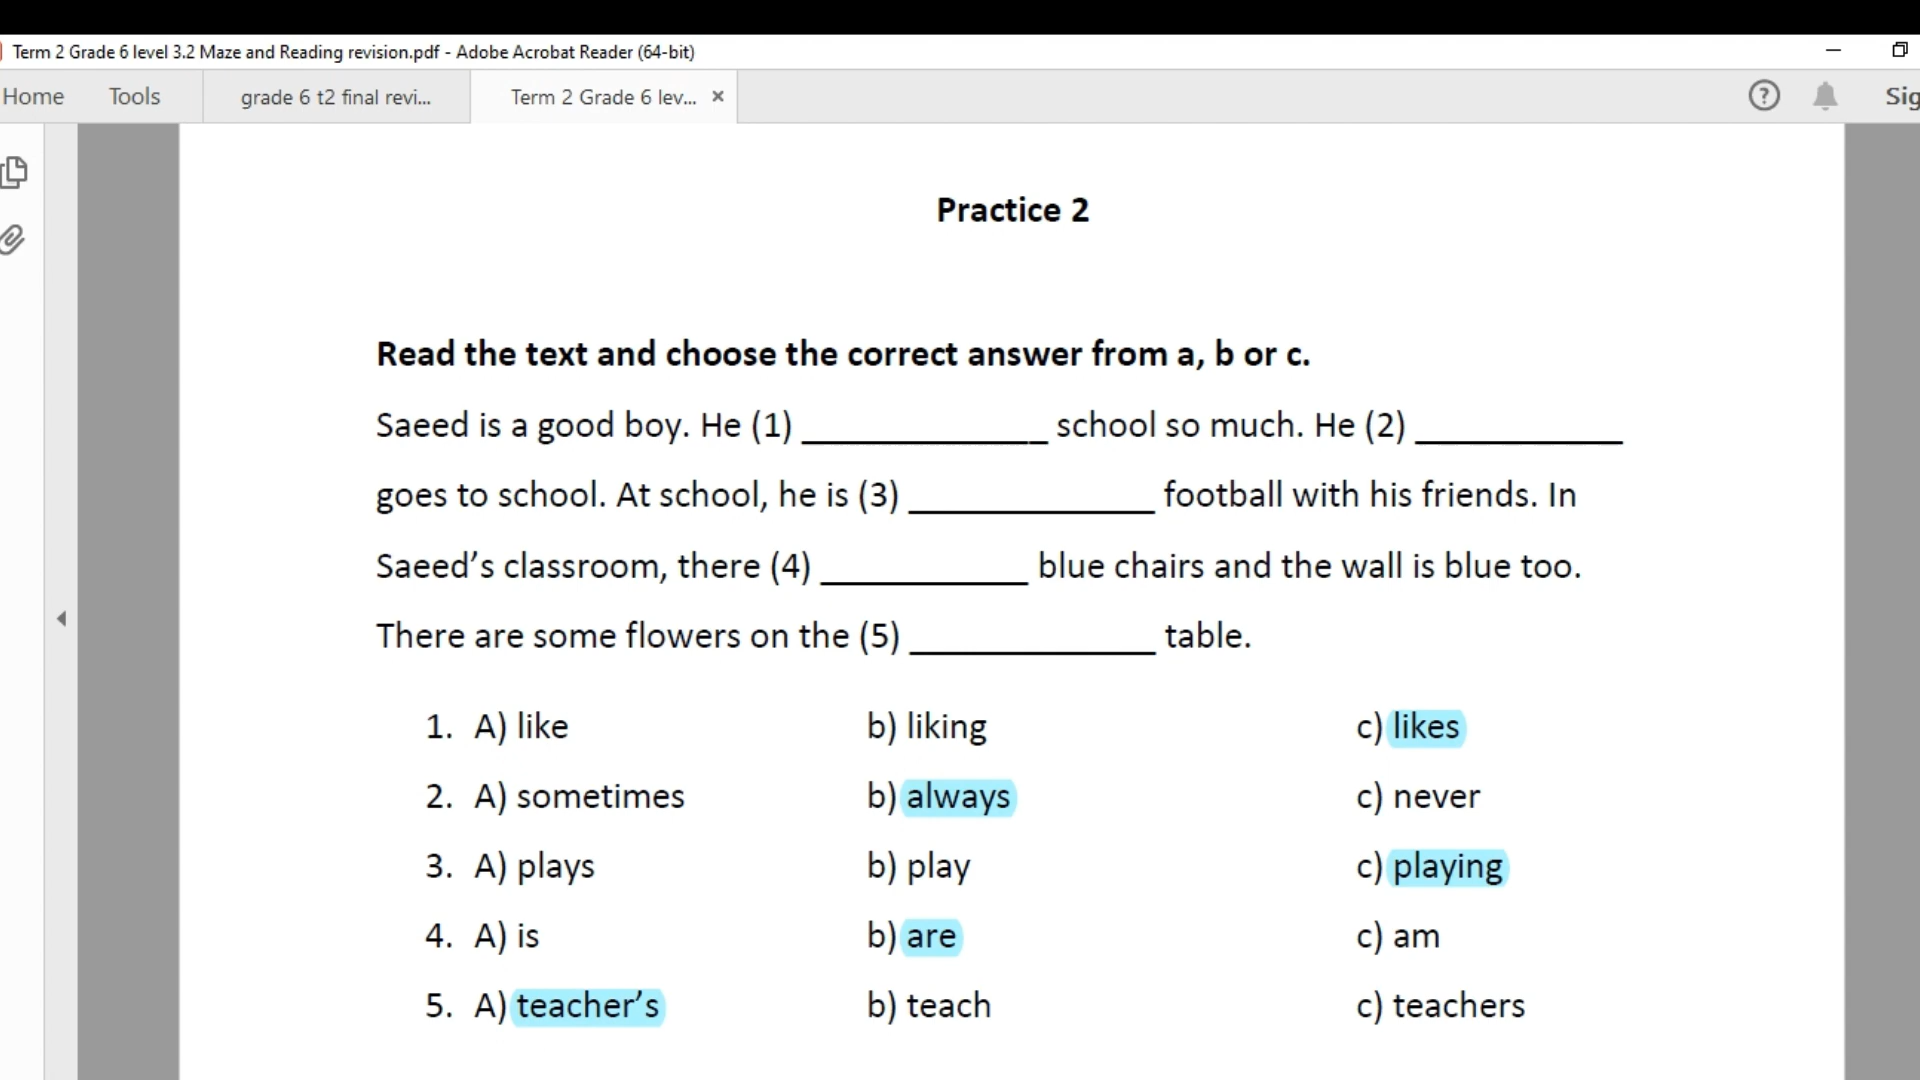 Term 2 Grade 6 level 3.2 Maze and Reading revision.pdf - Adobe Acrobat Reader (64-bit)
Home Tools grade 6 t2 final revi... Term 2 Grade 6 lev... × ? Sig
Practice 2
Read the text and choose the correct answer from a, b or c.
Saeed is a good boy. He (1) ______________ school so much. He (2) ____________
goes to school. At school, he is (3) ______________ football with his friends. In
Saeed’s classroom, there (4) ____________ blue chairs and the wall is blue too.
There are some flowers on the (5) ______________ table.
1. A) like b) liking c) likes
2. A) sometimes b) always c) never
3. A) plays b) play c) playing
4. A) is b) are c) am
5. A) teacher’s b) teach c) teachers